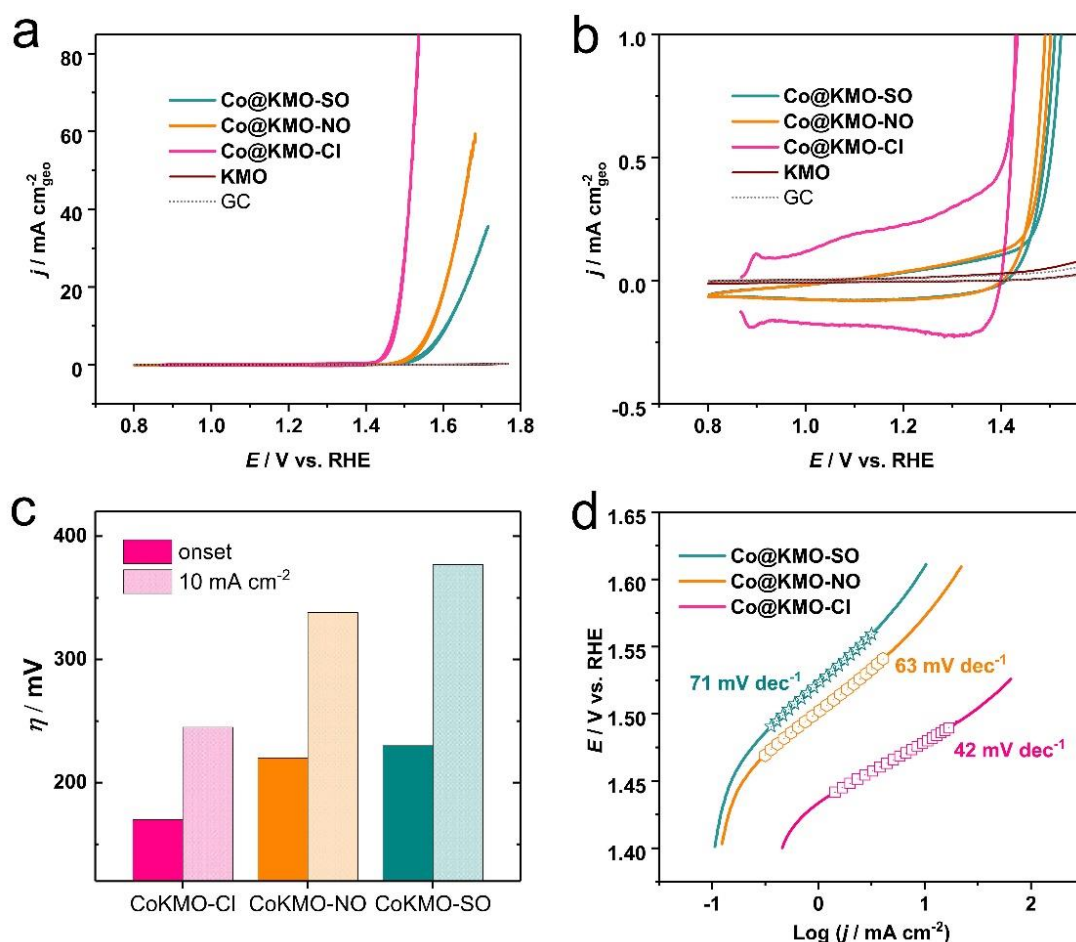 a
80
60
40
20
0
j / mA cm⁻²geo
Co@KMO-SO
Co@KMO-NO
Co@KMO-Cl
KMO
GC
0.8 1.0 1.2 1.4 1.6 1.8
E / V vs. RHE
b
1.0
0.5
0.0
-0.5
j / mA cm⁻²geo
Co@KMO-SO
Co@KMO-NO
Co@KMO-Cl
KMO
GC
0.8 1.0 1.2 1.4
E / V vs. RHE
c
400
300
200
η / mV
onset
10 mA cm⁻²
CoKMO-Cl CoKMO-NO CoKMO-SO
d
1.65
1.60
1.55
1.50
1.45
1.40
E / V vs. RHE
Co@KMO-SO
Co@KMO-NO
Co@KMO-Cl
71 mV dec⁻¹
63 mV dec⁻¹
42 mV dec⁻¹
-1 0 1 2
Log (j / mA cm⁻²)